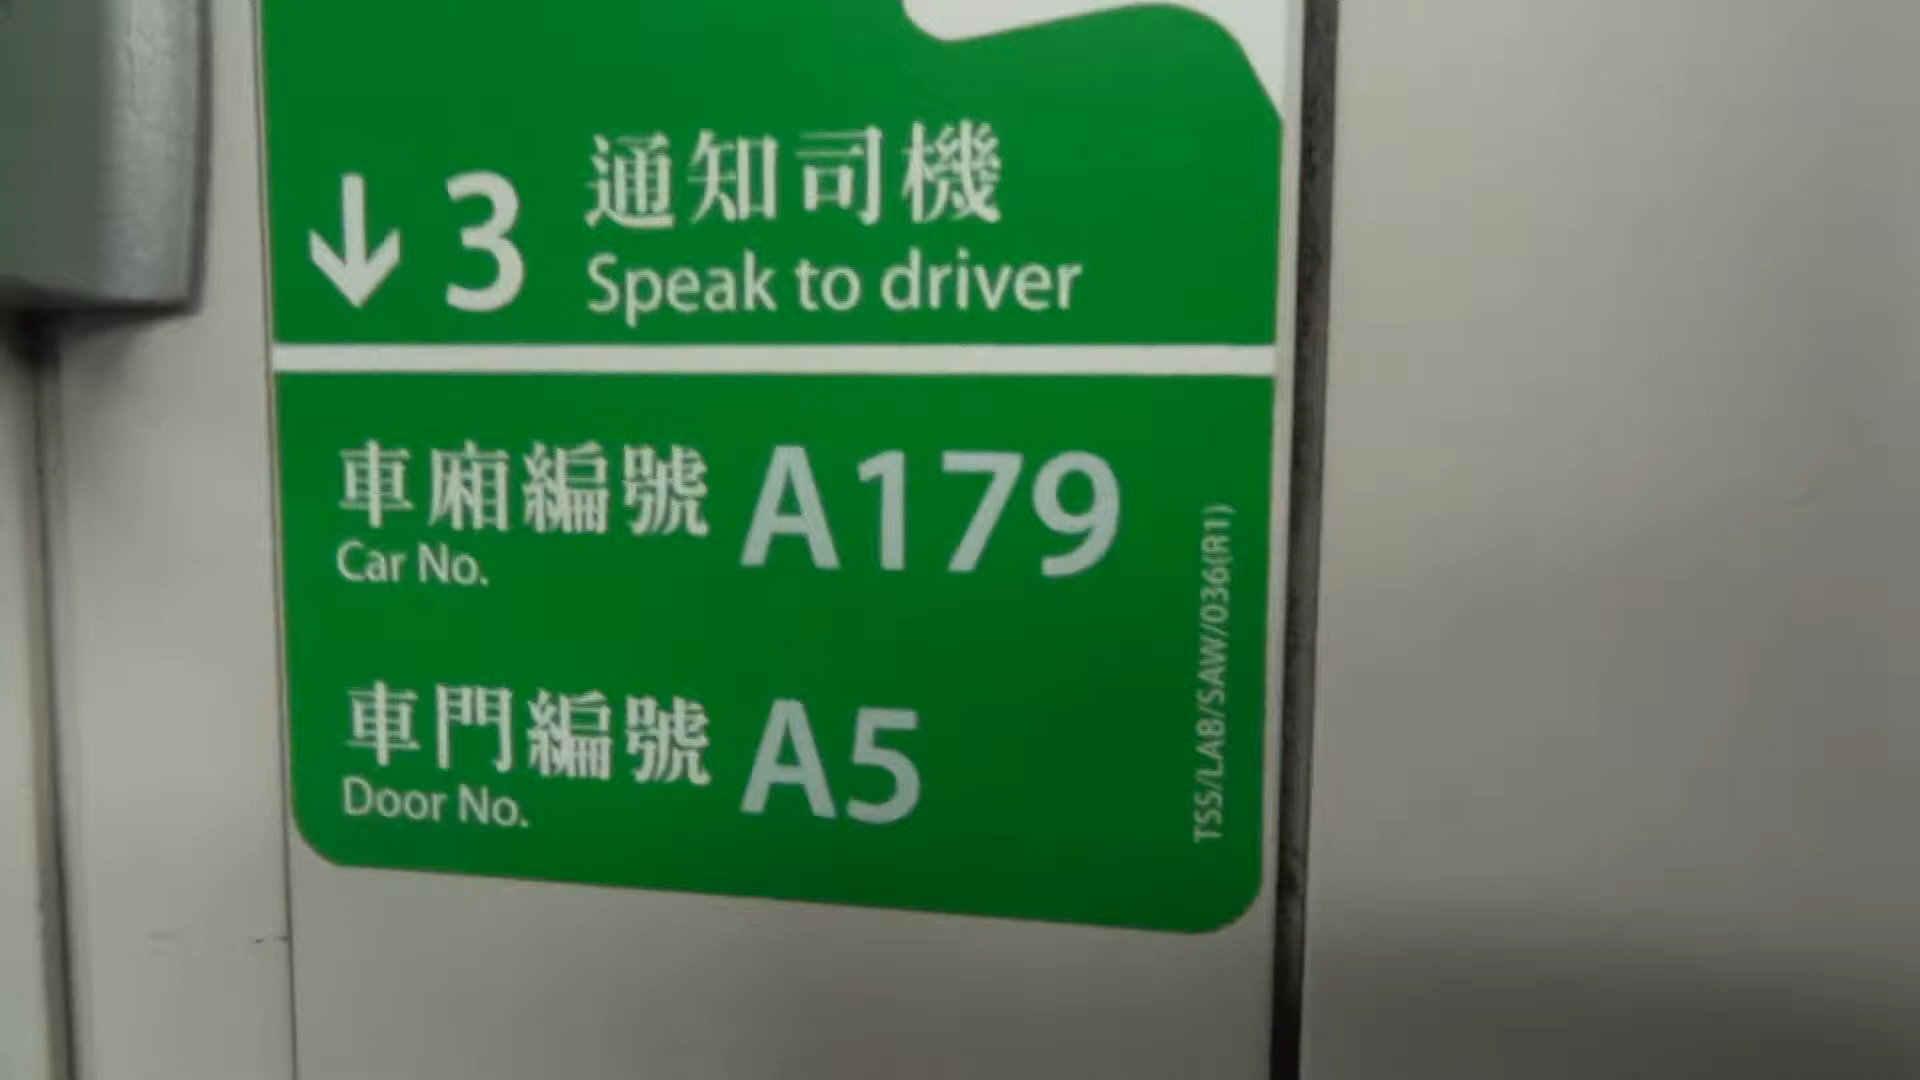 ↓ 3 通知司機
Speak to driver
車廂編號 A179
Car No.
車門編號 A5
Door No.
TSS/LAB/SAW/036(R1)